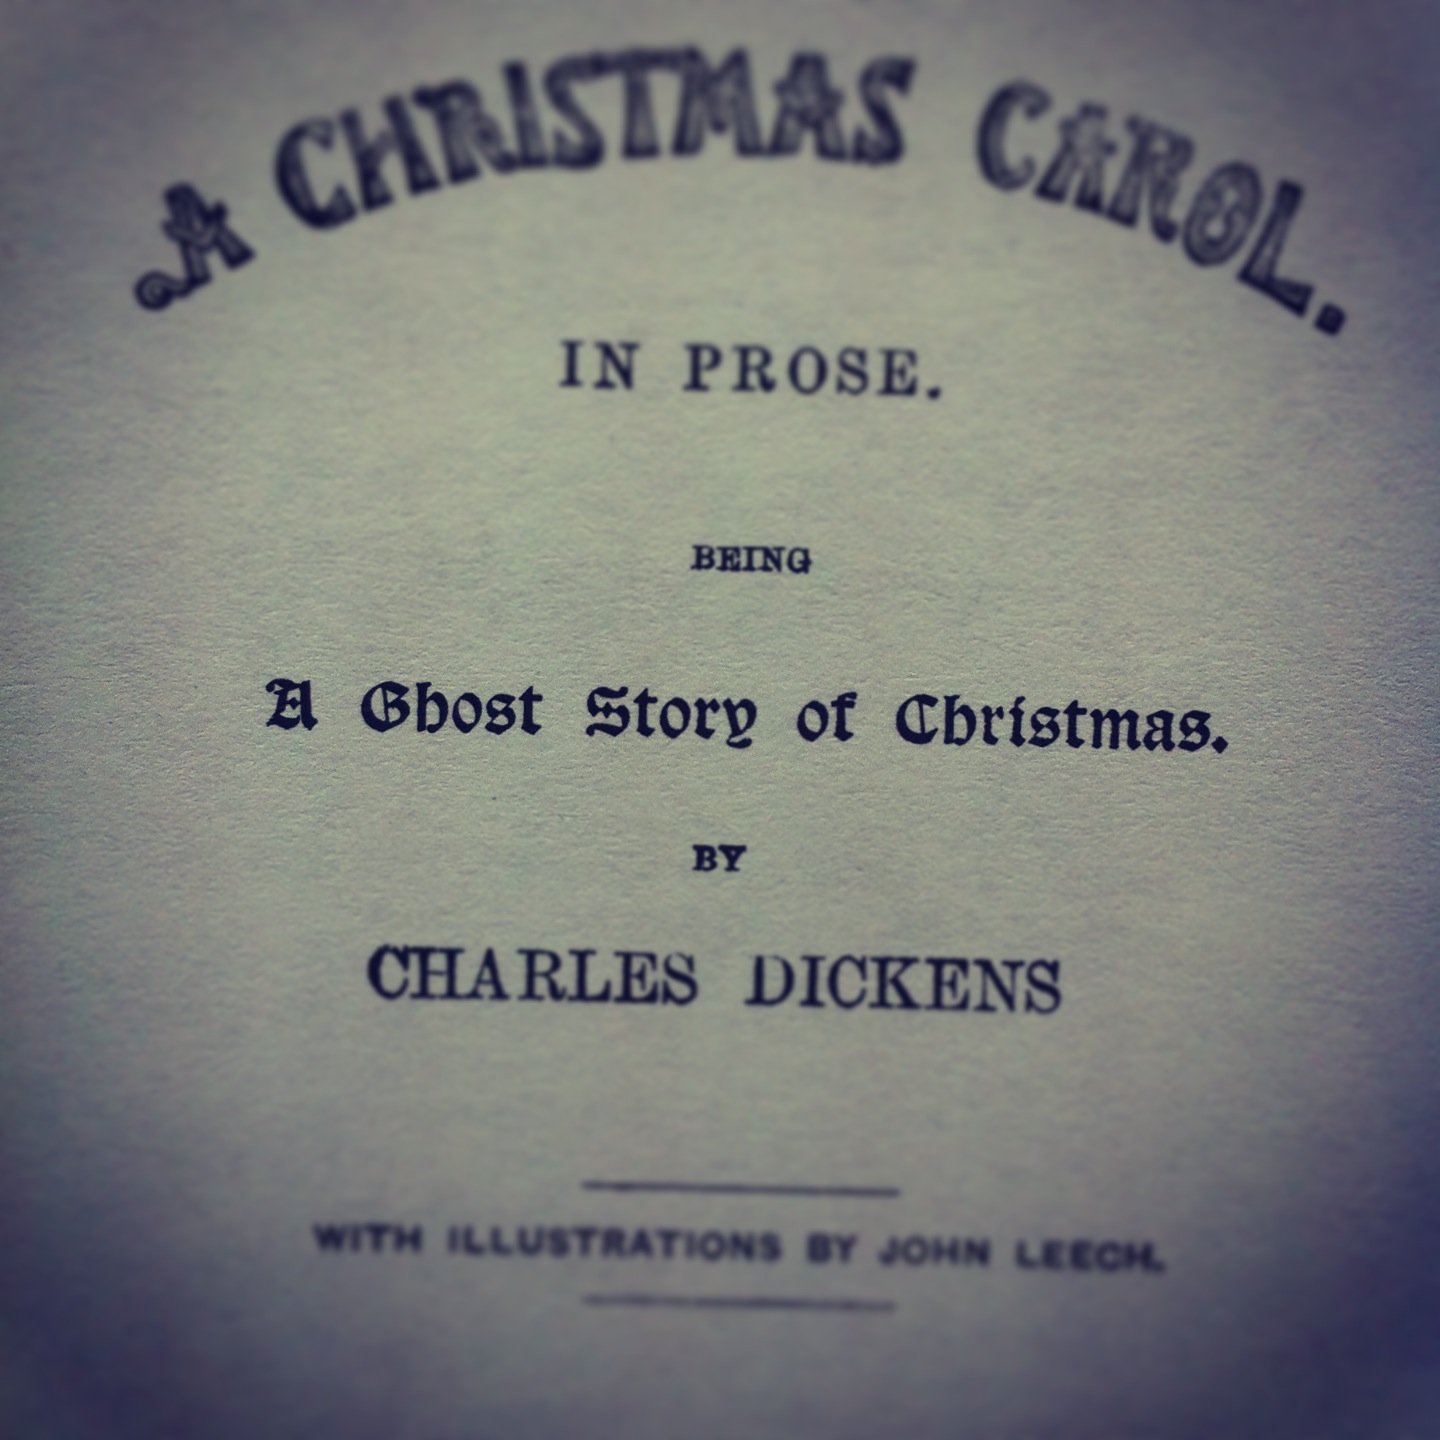 A CHRISTMAS CAROL.
IN PROSE.
BEING
A Ghost Story of Christmas.
BY
CHARLES DICKENS
WITH ILLUSTRATIONS BY JOHN LEECH.